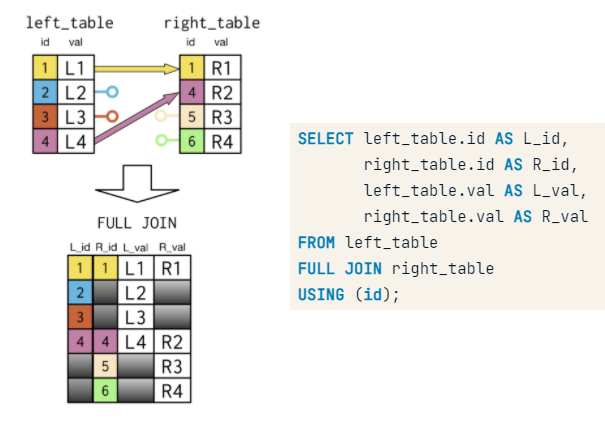 left_table right_table
id val id val
1 L1 1 R1
2 L2 4 R2
3 L3 5 R3
4 L4 6 R4
FULL JOIN
L_id R_id L_val R_val
1 1 L1 R1
2 L2
3 L3
4 4 L4 R2
5 R3
6 R4
SELECT left_table.id AS L_id,
right_table.id AS R_id,
left_table.val AS L_val,
right_table.val AS R_val
FROM left_table
FULL JOIN right_table
USING (id);